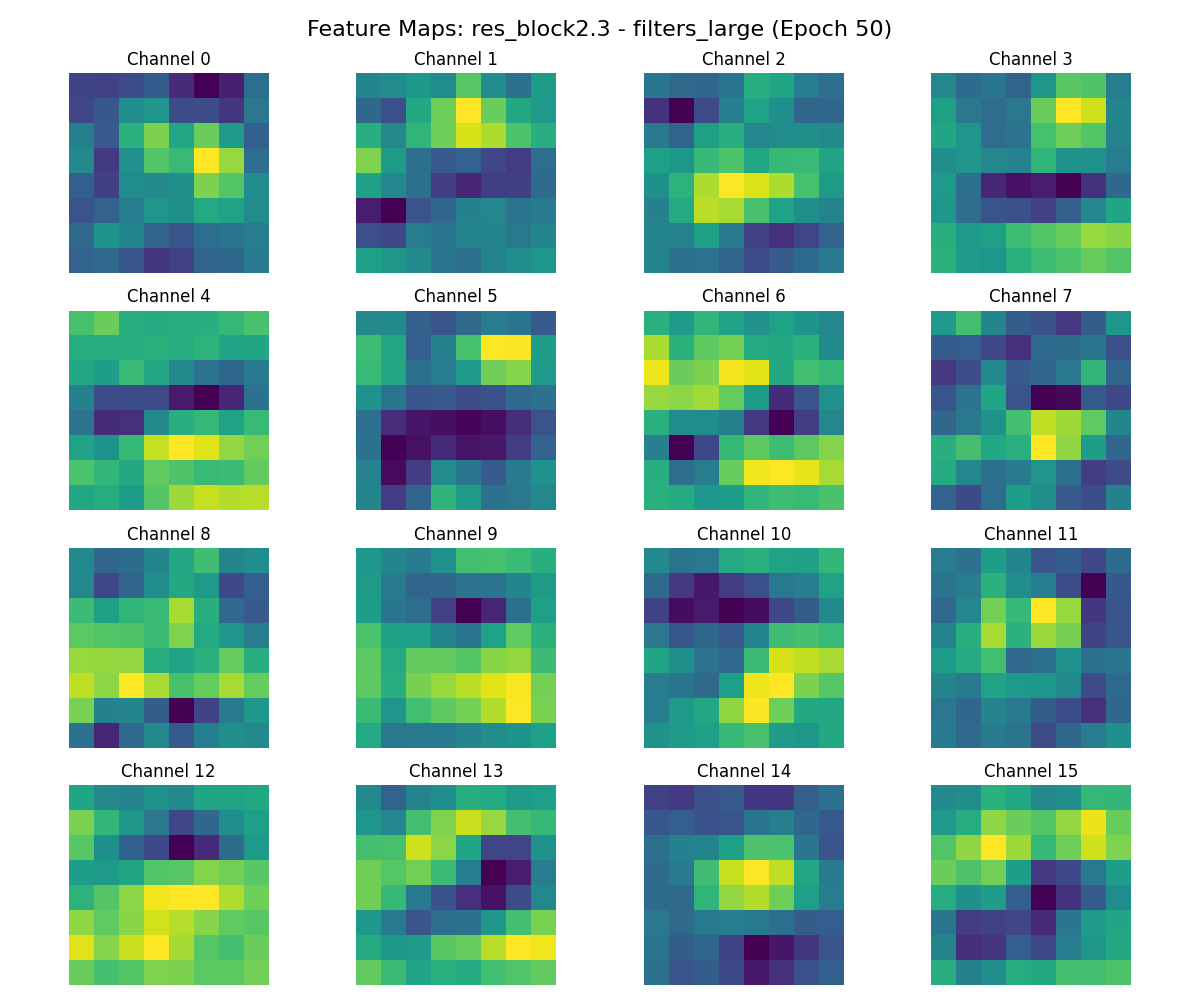 Feature Maps: res_block2.3 - filters_large (Epoch 50)
Channel 0
Channel 1
Channel 2
Channel 3
Channel 4
Channel 5
Channel 6
Channel 7
Channel 8
Channel 9
Channel 10
Channel 11
Channel 12
Channel 13
Channel 14
Channel 15